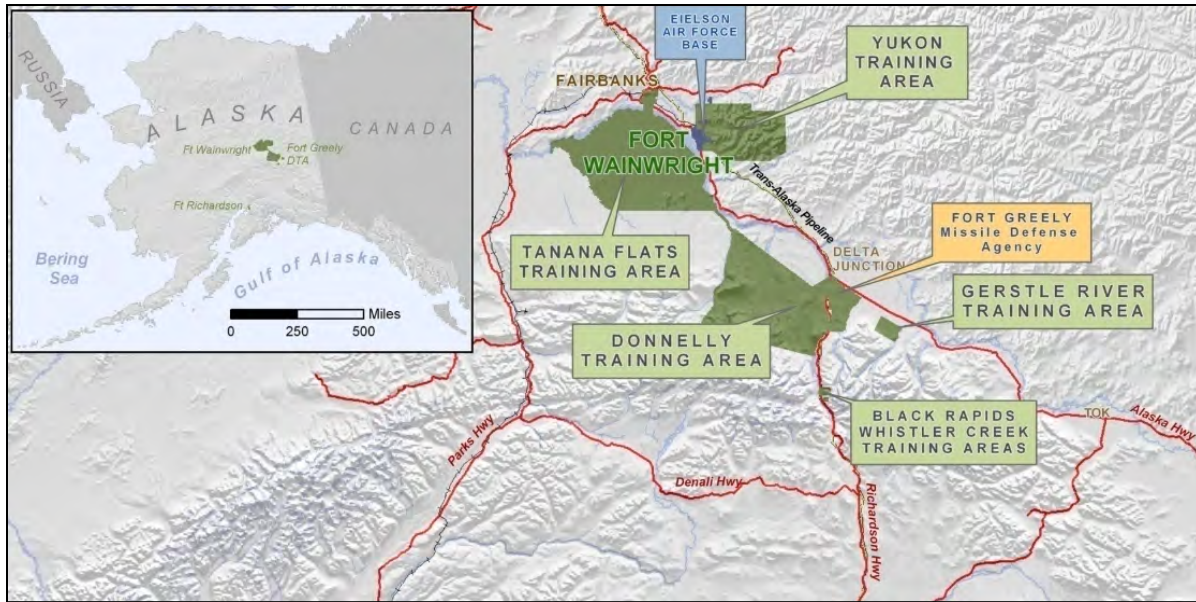 RUSSIA
ALASKA
CANADA
Ft Wainwright
Fort Greely
DTA
Ft Richardson
Bering
Sea
Gulf of Alaska
Miles
0 250 500
EIELSON
AIR FORCE
BASE
YUKON
TRAINING
AREA
FAIRBANKS
FORT
WAINWRIGHT
Trans-Alaska Pipeline
TANANA FLATS
TRAINING AREA
DELTA
JUNCTION
FORT GREELY
Missile Defense
Agency
GERSTLE RIVER
TRAINING AREA
DONNELLY
TRAINING AREA
BLACK RAPIDS
WHISTLER CREEK
TRAINING AREAS
TOK
Alaska Hwy
Parks Hwy
Denali Hwy
Richardson Hwy